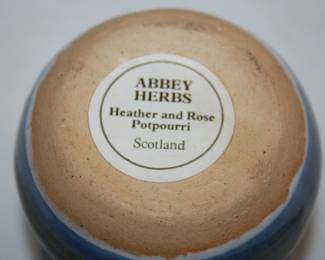 ABBEY
HERBS
Heather and Rose
Potpourri
Scotland